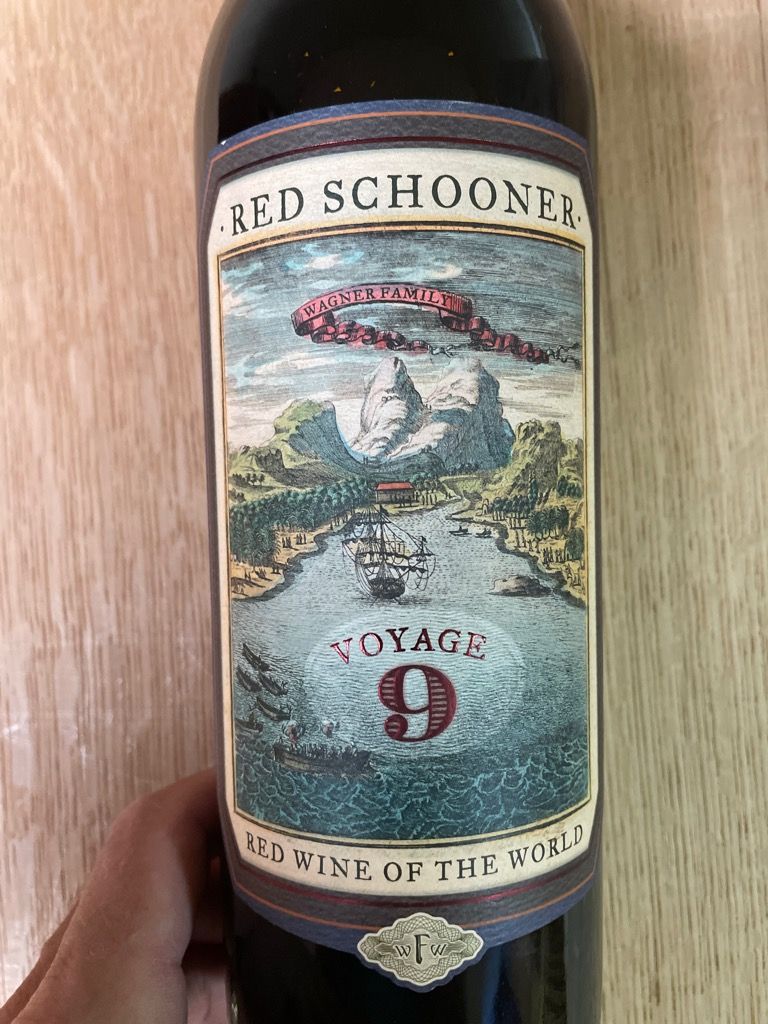 ·RED SCHOONER·
WAGNER FAMILY
VOYAGE
9
RED WINE OF THE WORLD
WFW